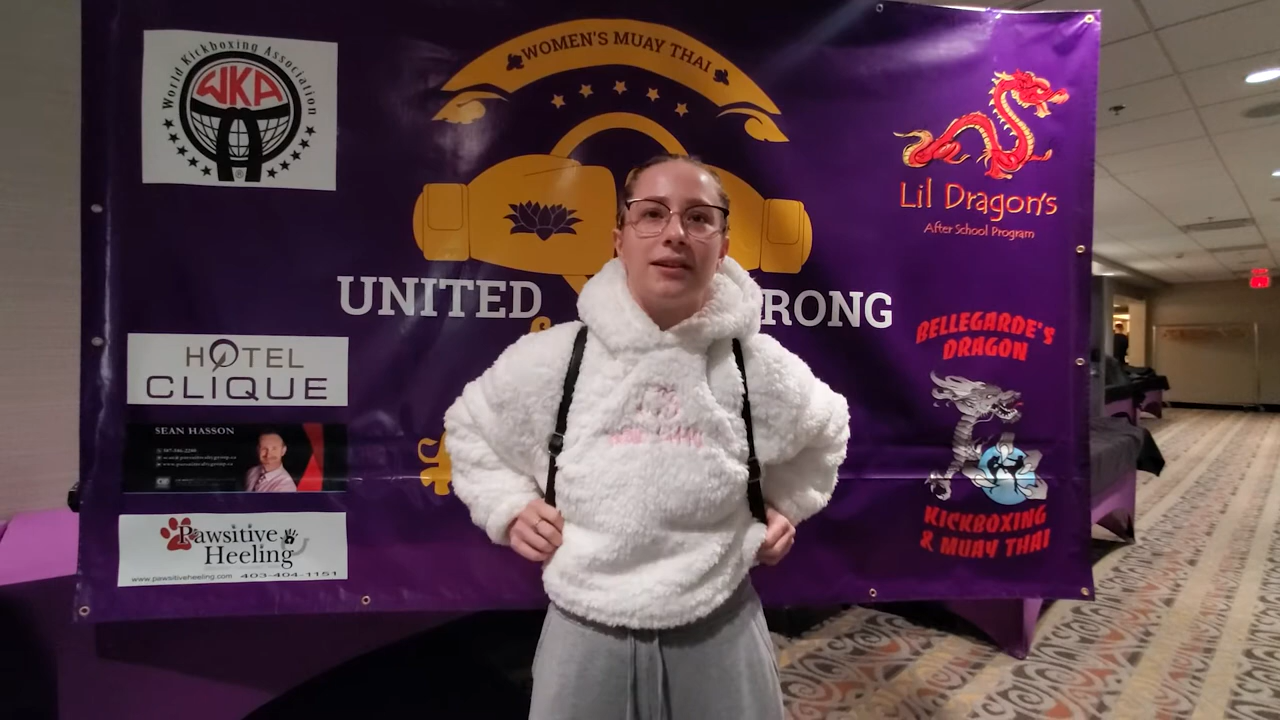 World Kickboxing Association
WKA
®
WOMEN'S MUAY THAI
UNITED
RONG
Lil Dragon's
After School Program
HOTEL
CLIQUE
SEAN HASSON
Pawsitive
Heeling
www.pawsitiveheeling.com 403-404-1151
BELLEGARDE'S
DRAGON
KICKBOXING
& MUAY THAI